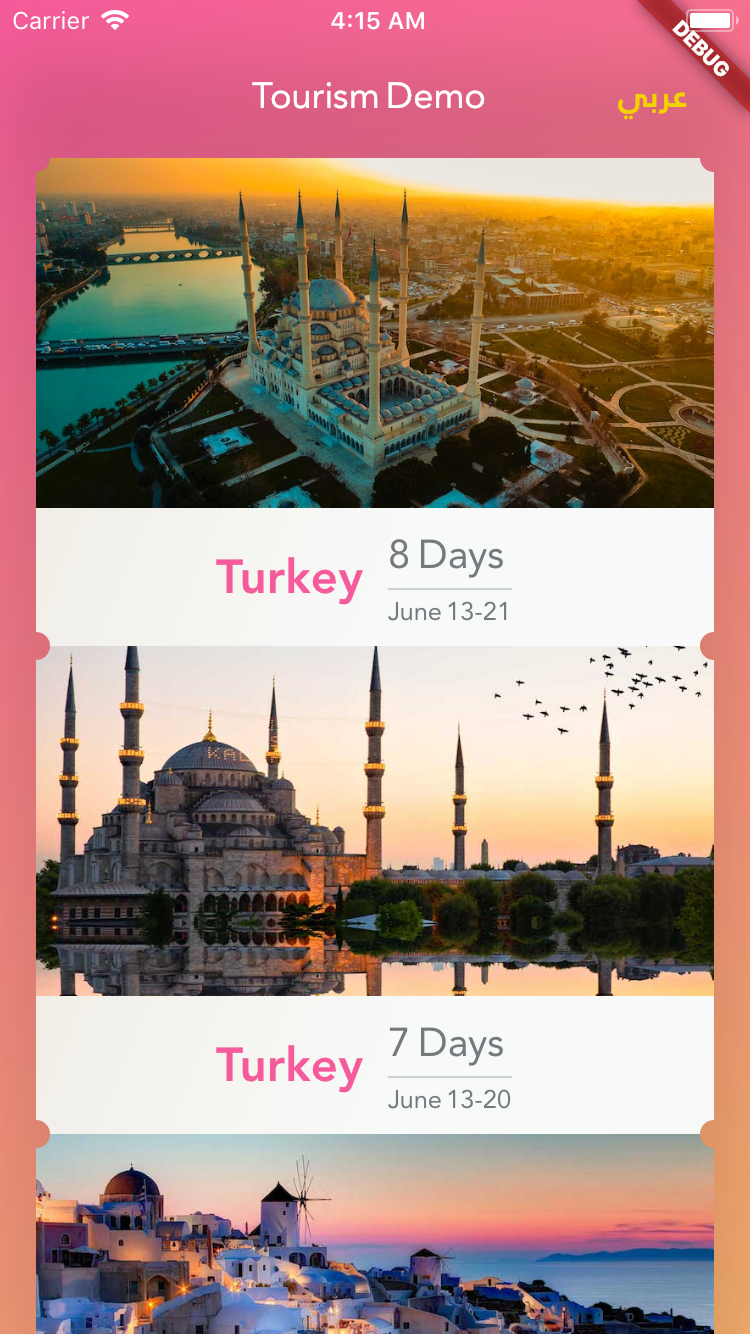 Carrier
4:15 AM
DEBUG
Tourism Demo
عربي
Turkey
8 Days
June 13-21
Turkey
7 Days
June 13-20